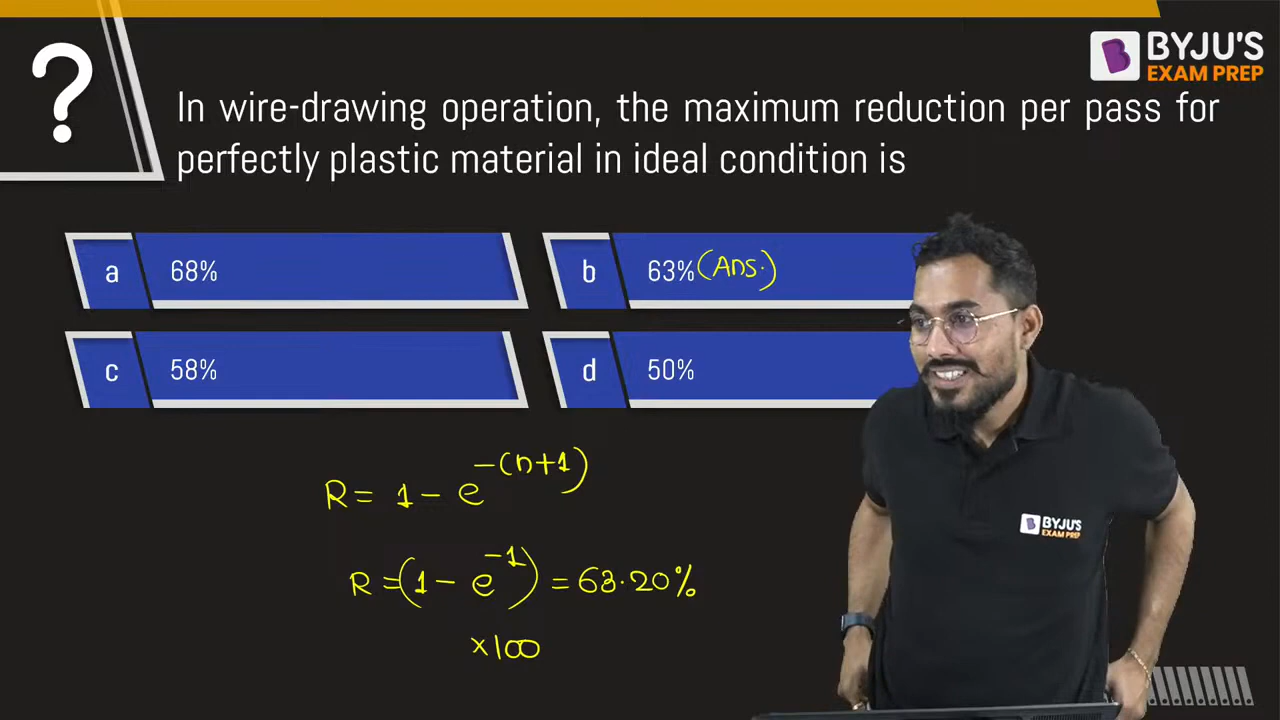 ?
BYJU'S
EXAM PREP
In wire-drawing operation, the maximum reduction per pass for
perfectly plastic material in ideal condition is
a 68%
b 63% (Ans.)
c 58%
d 50%
R = 1 - e^-(n+1)
R = (1 - e^-1) = 63.20%
×100
BYJU'S
EXAM PREP